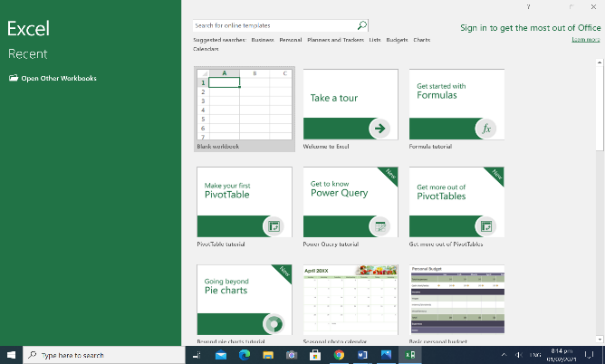 Excel
Recent
Open Other Workbooks
?
Search for online templates
Sign in to get the most out of Office
Learn more
Suggested searches: Business Personal Planners and Trackers Lists Budgets Charts
Calendars
A B C
1
2
3
4
5
6
7
Blank workbook
Take a tour
Welcome to Excel
Get started with
Formulas
fx
Formula tutorial
Make your first
PivotTable
PivotTable tutorial
Get to know
Power Query
New
Power Query tutorial
Get more out of
PivotTables
New
Get more out of PivotTables
Going beyond
Pie charts
New
Beyond pie charts tutorial
April 20XX
Seasonal photo calendar
Personal Budget
Basic personal budget
Type here to search
ENG
8:14 pm